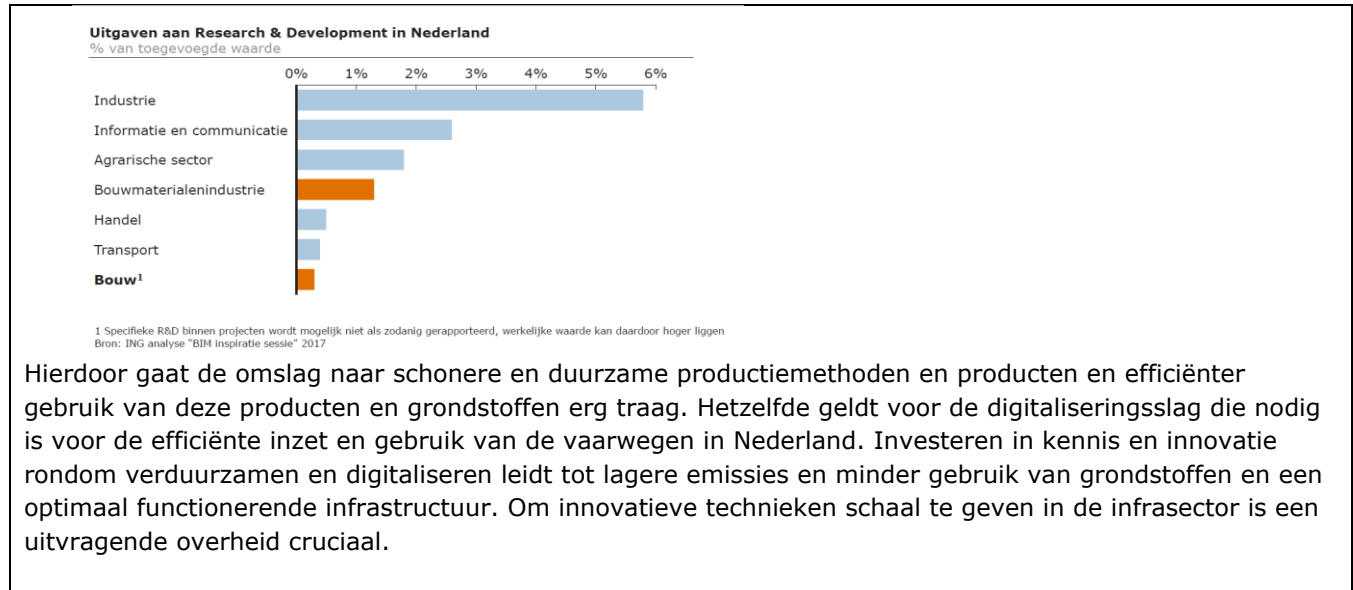 Uitgaven aan Research & Development in Nederland
% van toegevoegde waarde
0% 1% 2% 3% 4% 5% 6%
Industrie
Informatie en communicatie
Agrarische sector
Bouwmaterialenindustrie
Handel
Transport
Bouw¹
1 Specifieke R&D binnen projecten wordt mogelijk niet als zodanig gerapporteerd, werkelijke waarde kan daardoor hoger liggen
Bron: ING analyse "BIM inspiratie sessie" 2017
Hierdoor gaat de omslag naar schonere en duurzame productiemethoden en producten en efficiënter
gebruik van deze producten en grondstoffen erg traag. Hetzelfde geldt voor de digitaliseringsslag die nodig
is voor de efficiënte inzet en gebruik van de vaarwegen in Nederland. Investeren in kennis en innovatie
rondom verduurzamen en digitaliseren leidt tot lagere emissies en minder gebruik van grondstoffen en een
optimaal functionerende infrastructuur. Om innovatieve technieken schaal te geven in de infrasector is een
uitvragende overheid cruciaal.